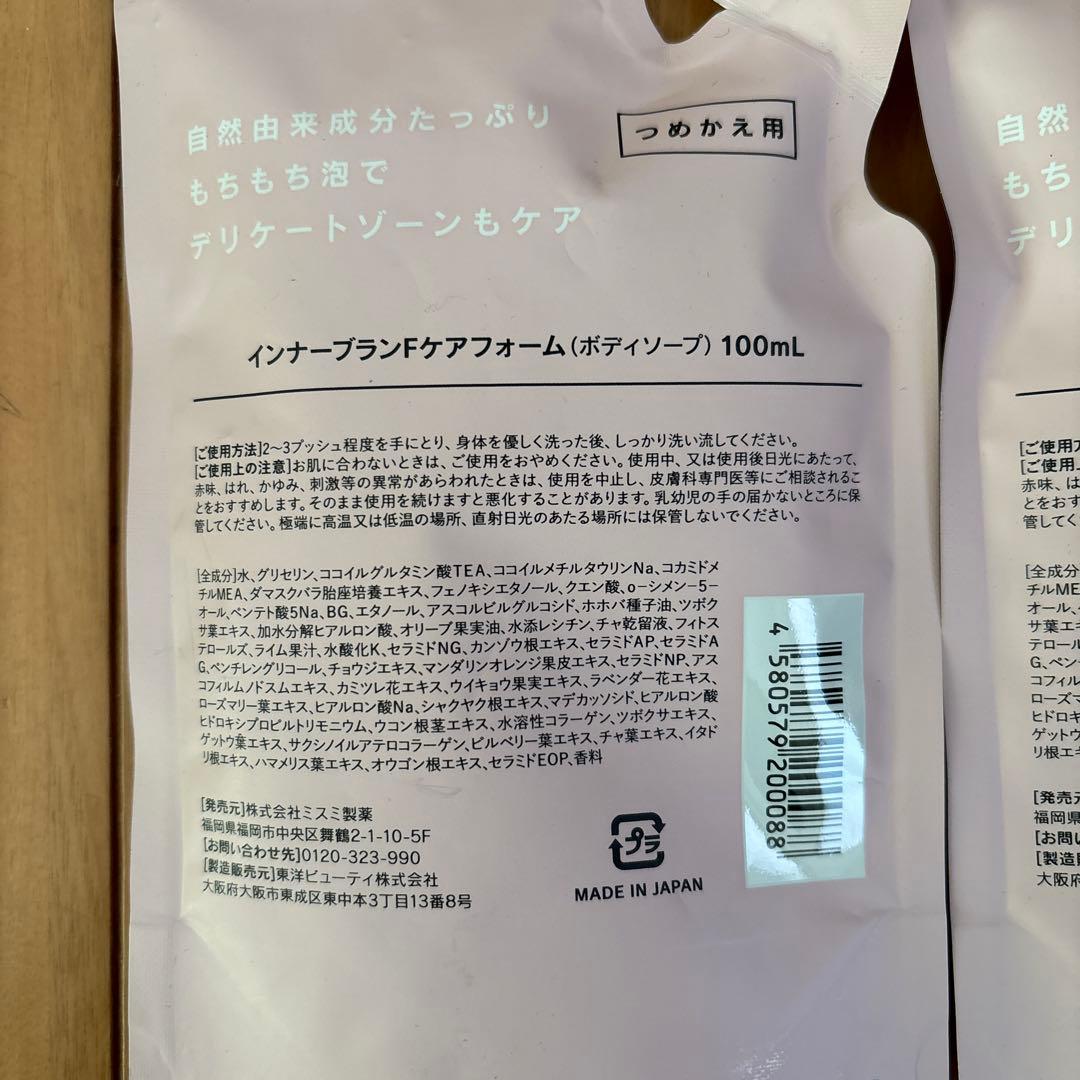 自然由来成分たっぷり
もちもち泡で
デリケートゾーンもケア
つめかえ用
インナーブランFケアフォーム(ボディソープ) 100mL
[ご使用方法]2〜3プッシュ程度を手にとり、身体を優しく洗った後、しっかり洗い流してください。
[ご使用上の注意]お肌に合わないときは、ご使用をおやめください。使用中、又は使用後日光にあたって、
赤味、はれ、かゆみ、刺激等の異常があらわれたときは、使用を中止し、皮膚科専門医等にご相談されるこ
とをおすすめします。そのまま使用を続けますと悪化することがあります。乳幼児の手の届かないところに保
管してください。極端に高温又は低温の場所、直射日光のあたる場所には保管しないでください。
[全成分]水、グリセリン、ココイルグルタミン酸TEA、ココイルメチルタウリンNa、コカミドメ
チルMEA、ダマスクバラ胎座培養エキス、フェノキシエタノール、クエン酸、o-シメン-5-
オール、ペンテト酸5Na、BG、エタノール、アスコルビルグルコシド、ホホバ種子油、ツボク
サ葉エキス、加水分解ヒアルロン酸、オリーブ果実油、水添レシチン、チャ乾留液、フィトス
テロールズ、ライム果汁、水酸化K、セラミドNG、カンゾウ根エキス、セラミドAP、セラミドA
G、ペンチレングリコール、チョウジエキス、マンダリンオレンジ果皮エキス、セラミドNP、アス
コフィルムノドスムエキス、カミツレ花エキス、ウイキョウ果実エキス、ラベンダー花エキス、
ローズマリー葉エキス、ヒアルロン酸Na、シャクヤク根エキス、マデカッソシド、ヒアルロン酸
ヒドロキシプロピルトリモニウム、ウコン根茎エキス、水溶性コラーゲン、ツボクサエキス、
ゲットウ葉エキス、サクシノイルアテロコラーゲン、ビルベリー葉エキス、チャ葉エキス、イタド
リ根エキス、ハマメリス葉エキス、オウゴン根エキス、セラミドEOP、香料
[発売元]株式会社ミスミ製薬
福岡県福岡市中央区舞鶴2-1-10-5F
[お問い合わせ先]0120-323-990
[製造販売元]東洋ビューティ株式会社
大阪府大阪市東成区東中本3丁目13番8号
プラ
MADE IN JAPAN
4 580579 200088
自然
もち
デリ
[ご使用
[ご使用
赤味、は
とをおす
管してく
[全成分
チルME
オール、
サ葉エキ
テロール
G、ペン
コフィル
ローズマ
ヒドロキ
ゲットウ
リ根エキ
[発売
福岡
[お問
[製造
大阪